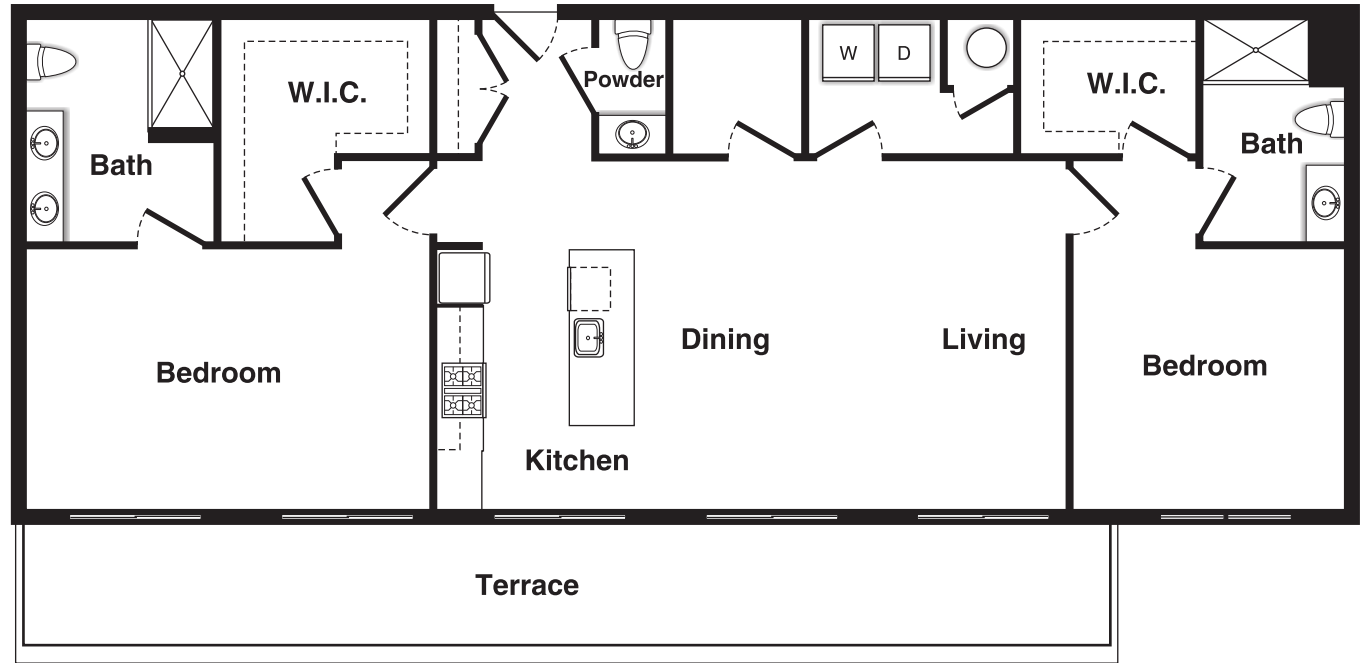 Powder
W D
W.I.C.
W.I.C.
Bath
Bath
Dining
Living
Bedroom
Bedroom
Kitchen
Terrace